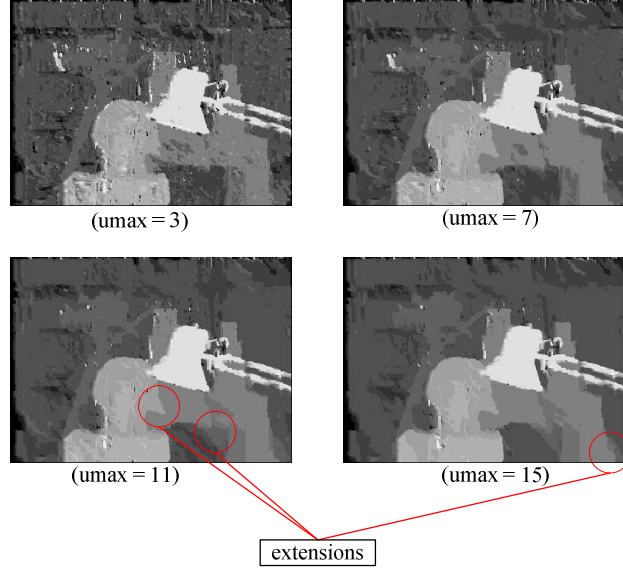 (umax = 3)
(umax = 7)
(umax = 11)
(umax = 15)
extensions